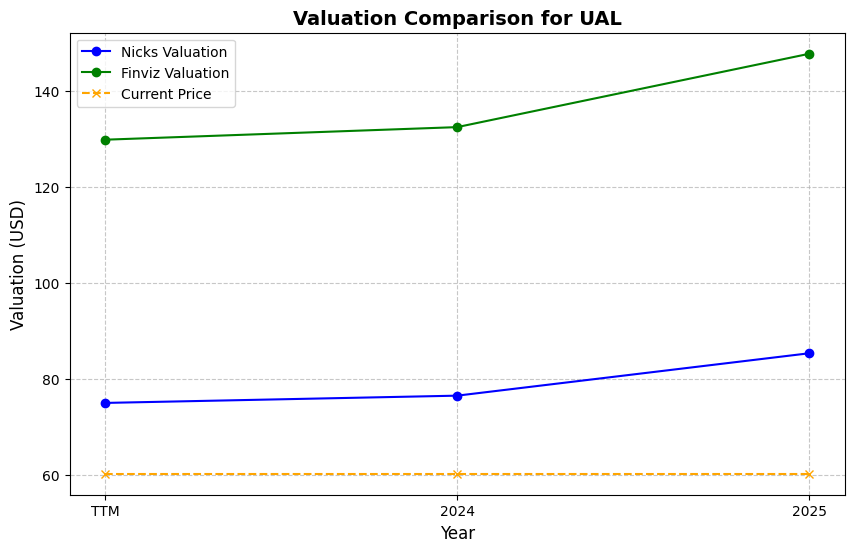 Valuation Comparison for UAL
Nicks Valuation
Finviz Valuation
Current Price
Valuation (USD)
140
120
100
80
60
TTM
2024
2025
Year